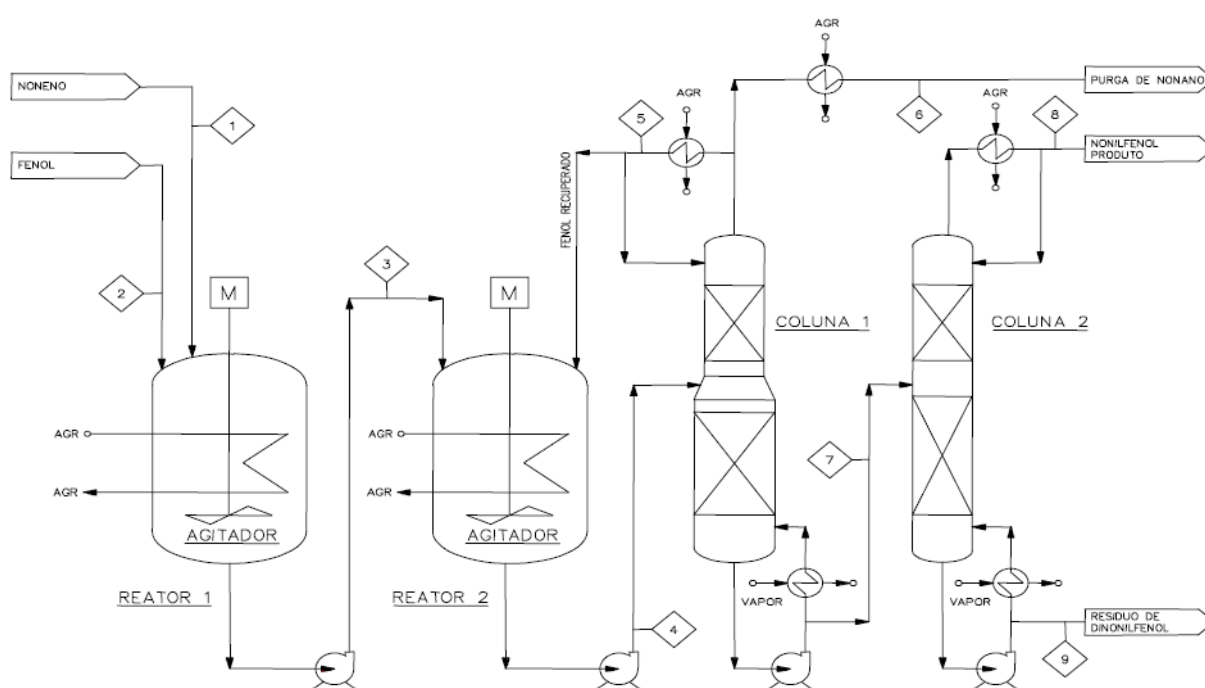 AGR
NONENO
PURGA DE NONANO
1
5
AGR
6
AGR
8
FENOL
NONILFENOL
PRODUTO
FENOL RECUPERADO
2
3
M
M
COLUNA 1
COLUNA 2
AGR
AGR
7
AGR
AGR
AGITADOR
AGITADOR
REATOR 1
REATOR 2
VAPOR
VAPOR
4
RESIDUO DE
DINONILFENOL
9